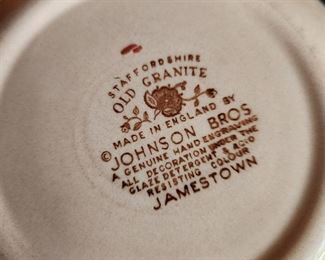 STAFFORDSHIRE
OLD GRANITE
MADE IN ENGLAND BY
©JOHNSON BROS
A GENUINE HAND ENGRAVING
ALL DECORATION UNDER THE
GLAZE DETERGENT & ACID
RESISTING COLOUR
JAMESTOWN